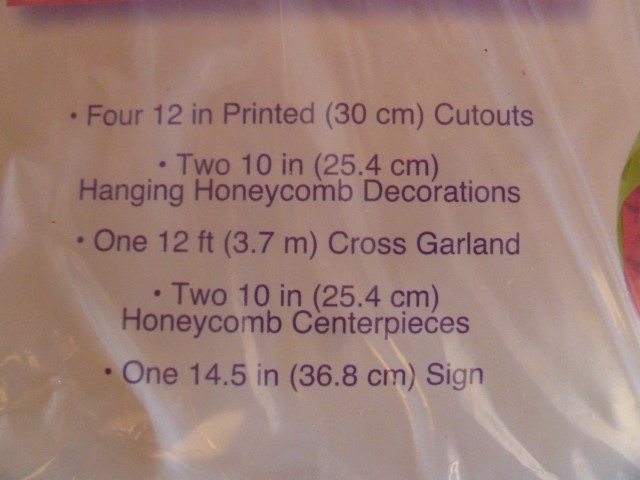 • Four 12 in Printed (30 cm) Cutouts
• Two 10 in (25.4 cm)
Hanging Honeycomb Decorations
• One 12 ft (3.7 m) Cross Garland
• Two 10 in (25.4 cm)
Honeycomb Centerpieces
• One 14.5 in (36.8 cm) Sign